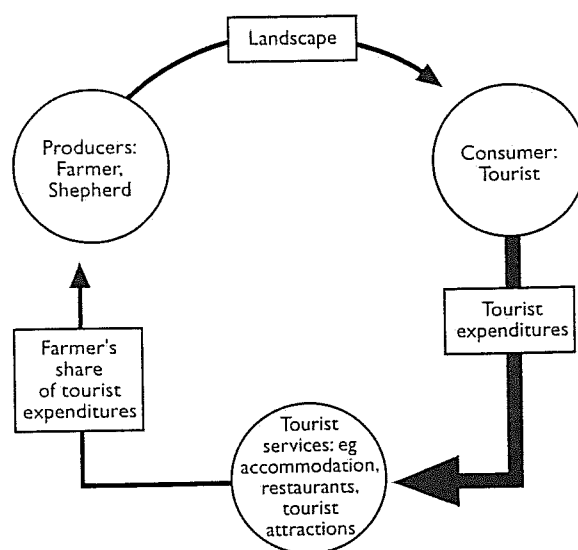 Landscape
Producers:
Farmer,
Shepherd
Consumer:
Tourist
Tourist
expenditures
Farmer's
share
of tourist
expenditures
Tourist
services: eg
accommodation,
restaurants,
tourist
attractions